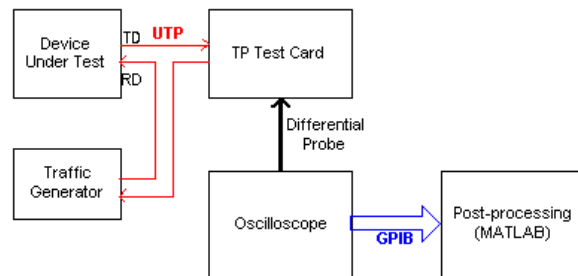 Device
Under Test
TD
UTP
RD
TP Test Card
Differential
Probe
Traffic
Generator
Oscilloscope
GPIB
Post-processing
(MATLAB)